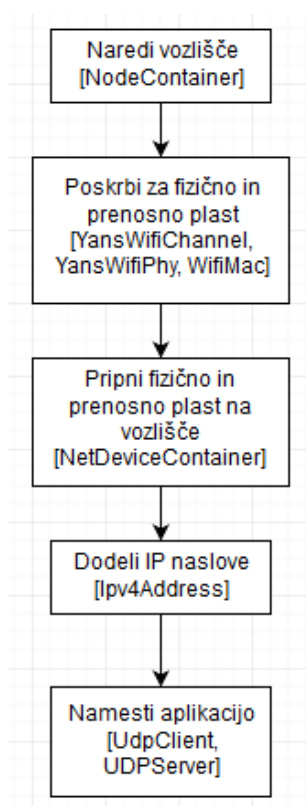 Naredi vozlišče
[NodeContainer]
Poskrbi za fizično in
prenosno plast
[YansWifiChannel,
YansWifiPhy, WifiMac]
Pripni fizično in
prenosno plast na
vozlišče
[NetDeviceContainer]
Dodeli IP naslove
[Ipv4Address]
Namesti aplikacijo
[UdpClient,
UDPServer]